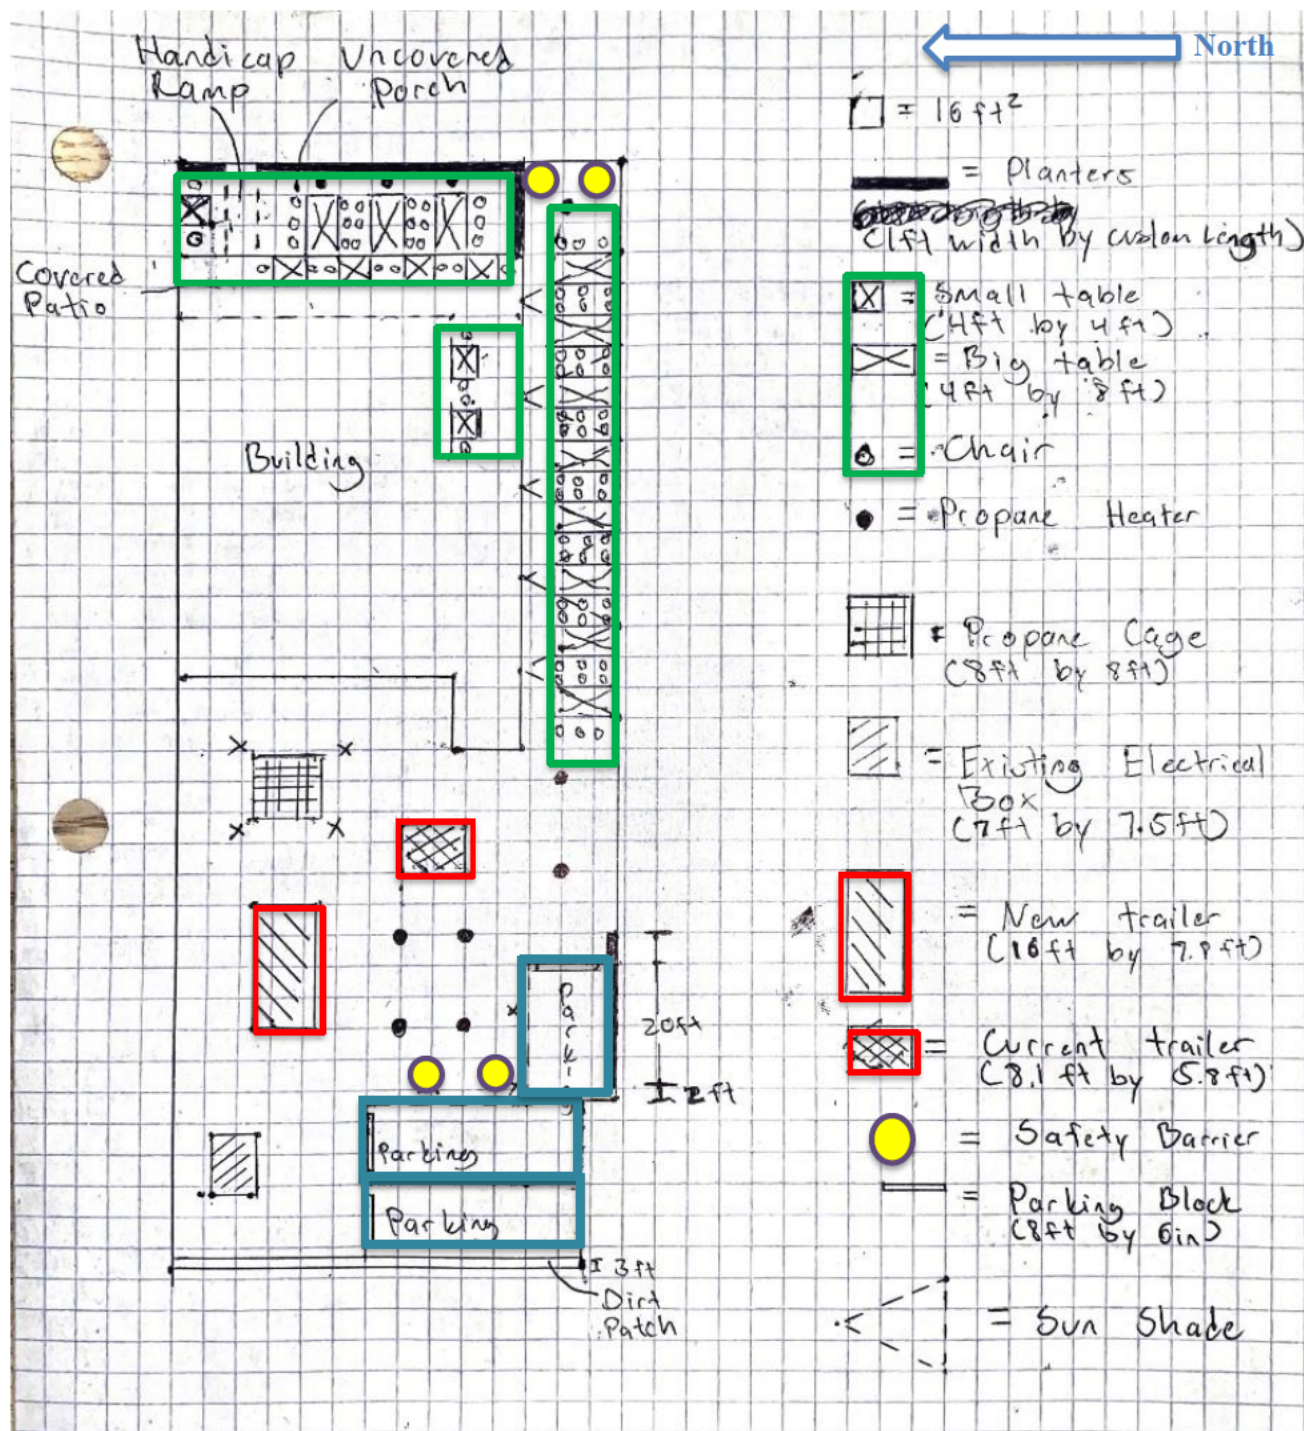 North
Handicap Ramp
Uncovered Porch
Covered Patio
Building
Parking
20ft
2ft
Parking
Parking
3ft
Dirt Patch
= 16 ft²
= Planters
(1ft width by custom length)
= Small table
(4ft by 4ft)
= Big table
(4ft by 8ft)
= Chair
= Propane Heater
= Propane Cage
(8ft by 8ft)
= Existing Electrical
Box
(7ft by 7.5ft)
= New trailer
(16ft by 7.9ft)
= Current trailer
(8.1 ft by 5.8ft)
= Safety Barrier
= Parking Block
(8ft by 6in)
= Sun Shade